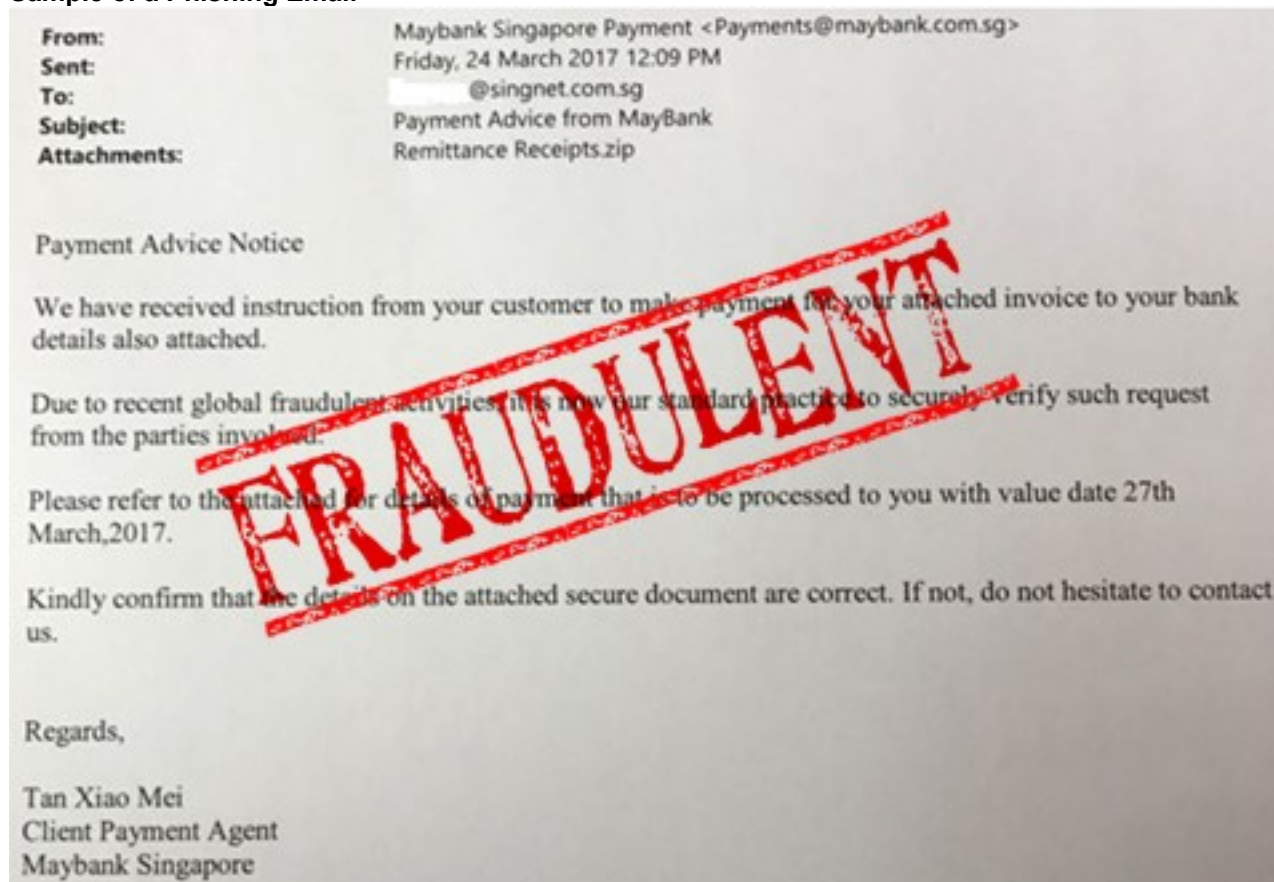 Sample of a Phishing Email
From: Maybank Singapore Payment <Payments@maybank.com.sg>
Sent: Friday, 24 March 2017 12:09 PM
To: @singnet.com.sg
Subject: Payment Advice from MayBank
Attachments: Remittance Receipts.zip
Payment Advice Notice
We have received instruction from your customer to make payment for your attached invoice to your bank
details also attached.
Due to recent global fraudulent activities, it is now our standard practice to securely verify such request
from the parties involved.
Please refer to the attached for details of payment that is to be processed to you with value date 27th
March,2017.
Kindly confirm that the details on the attached secure document are correct. If not, do not hesitate to contact
us.
FRAUDULENT
Regards,
Tan Xiao Mei
Client Payment Agent
Maybank Singapore